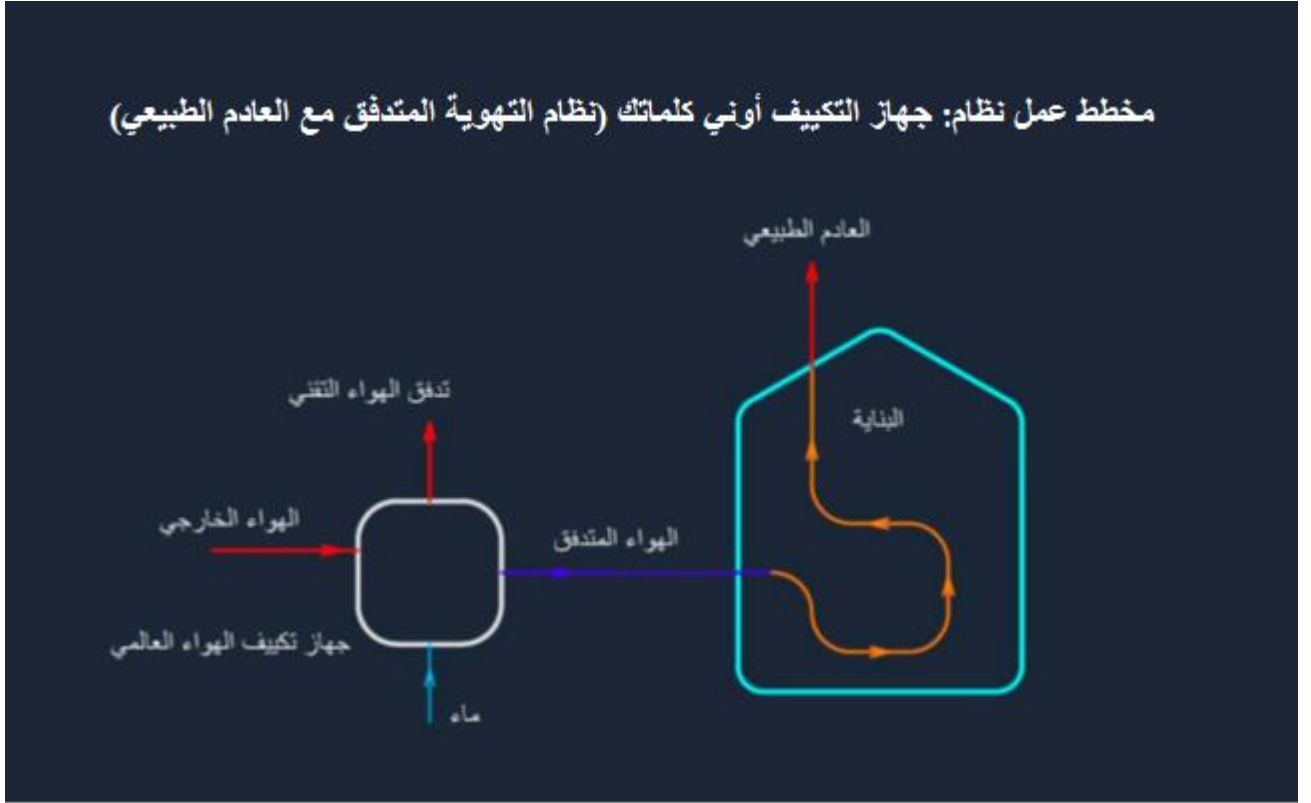 مخطط عمل نظام: جهاز التكييف أوني كلماتك (نظام التهوية المتدفق مع العادم الطبيعي)
العادم الطبيعي
تدفق الهواء التقني
البناية
الهواء الخارجي
الهواء المتدفق
جهاز تكييف الهواء العالمي
ماء